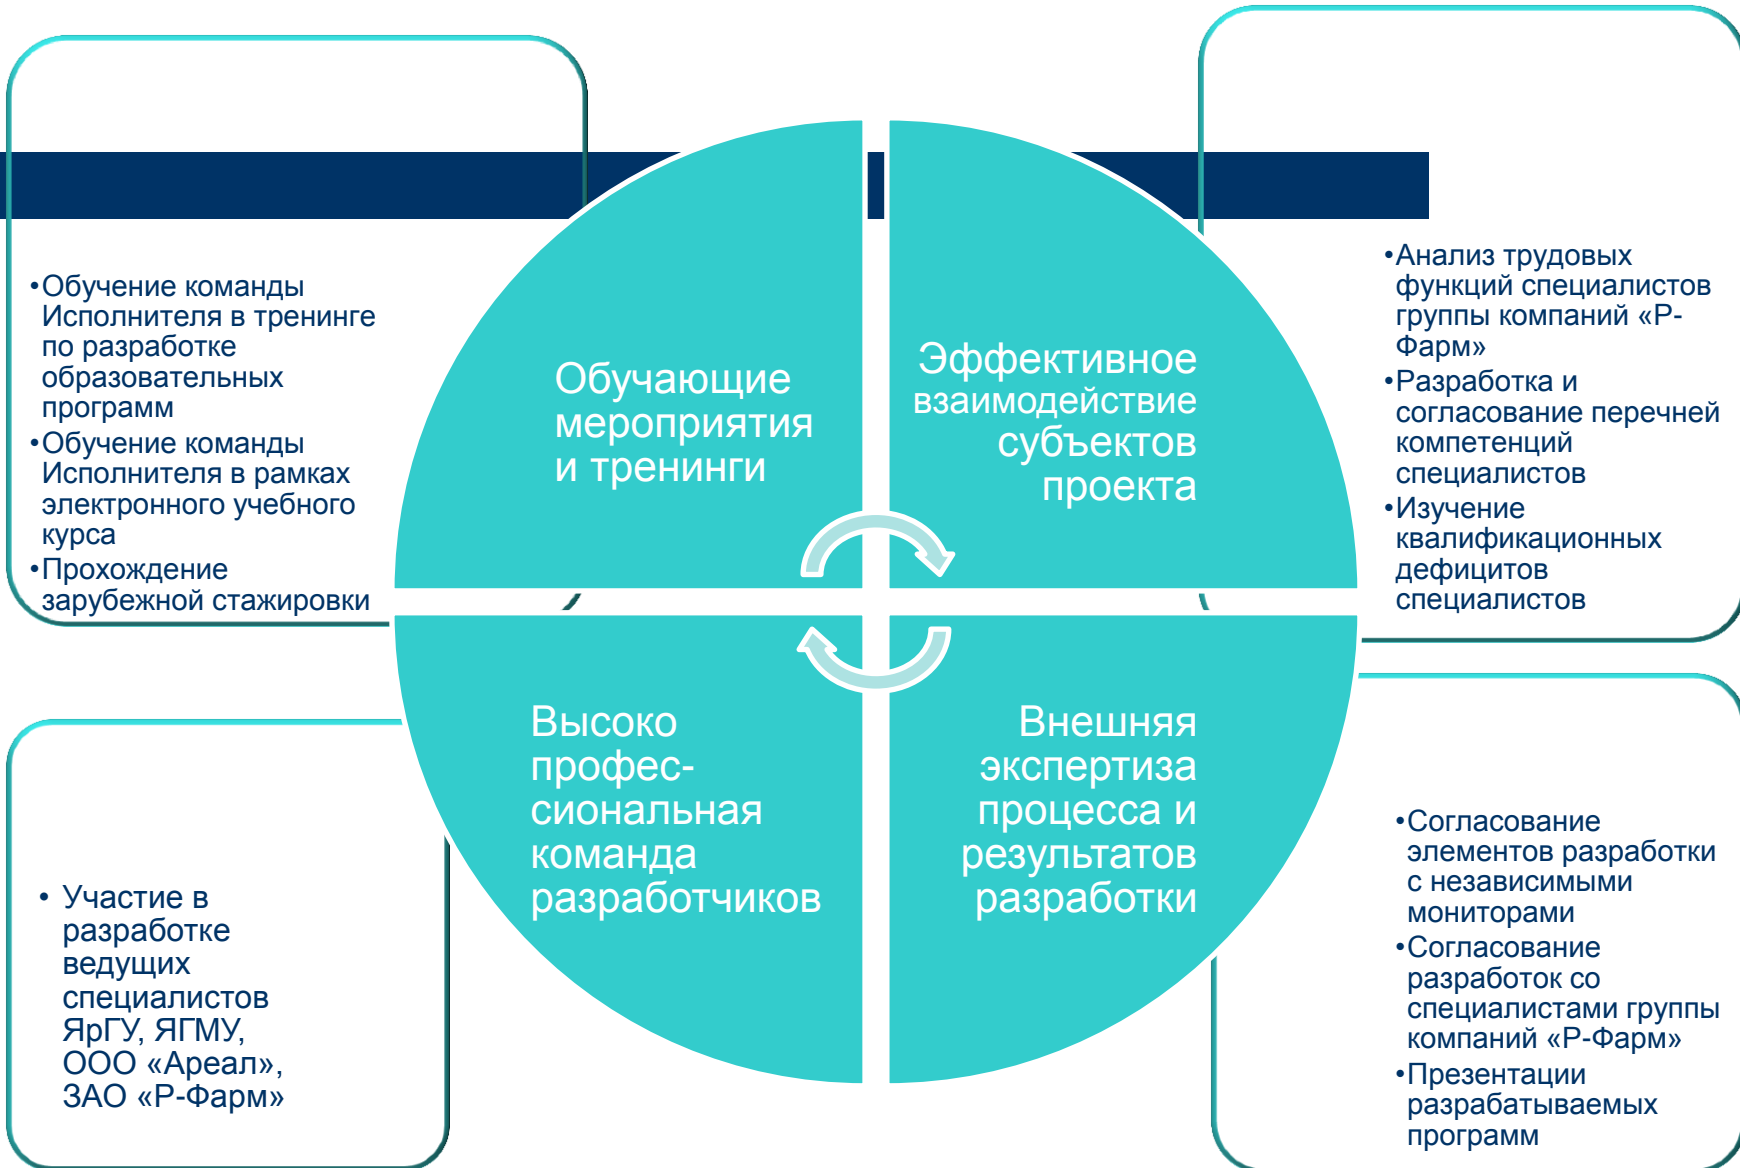 •Обучение команды
Исполнителя в тренинге
по разработке
образовательных
программ
•Обучение команды
Исполнителя в рамках
электронного учебного
курса
•Прохождение
зарубежной стажировки
Обучающие
мероприятия
и тренинги
Эффективное
взаимодействие
субъектов
проекта
•Анализ трудовых
функций специалистов
группы компаний «Р-
Фарм»
•Разработка и
согласование перечней
компетенций
специалистов
•Изучение
квалификационных
дефицитов
специалистов
• Участие в
разработке
ведущих
специалистов
ЯрГУ, ЯГМУ,
ООО «Ареал»,
ЗАО «Р-Фарм»
Высоко
профес-
сиональная
команда
разработчиков
Внешняя
экспертиза
процесса и
результатов
разработки
•Согласование
элементов разработки
с независимыми
мониторами
•Согласование
разработок со
специалистами группы
компаний «Р-Фарм»
•Презентации
разрабатываемых
программ